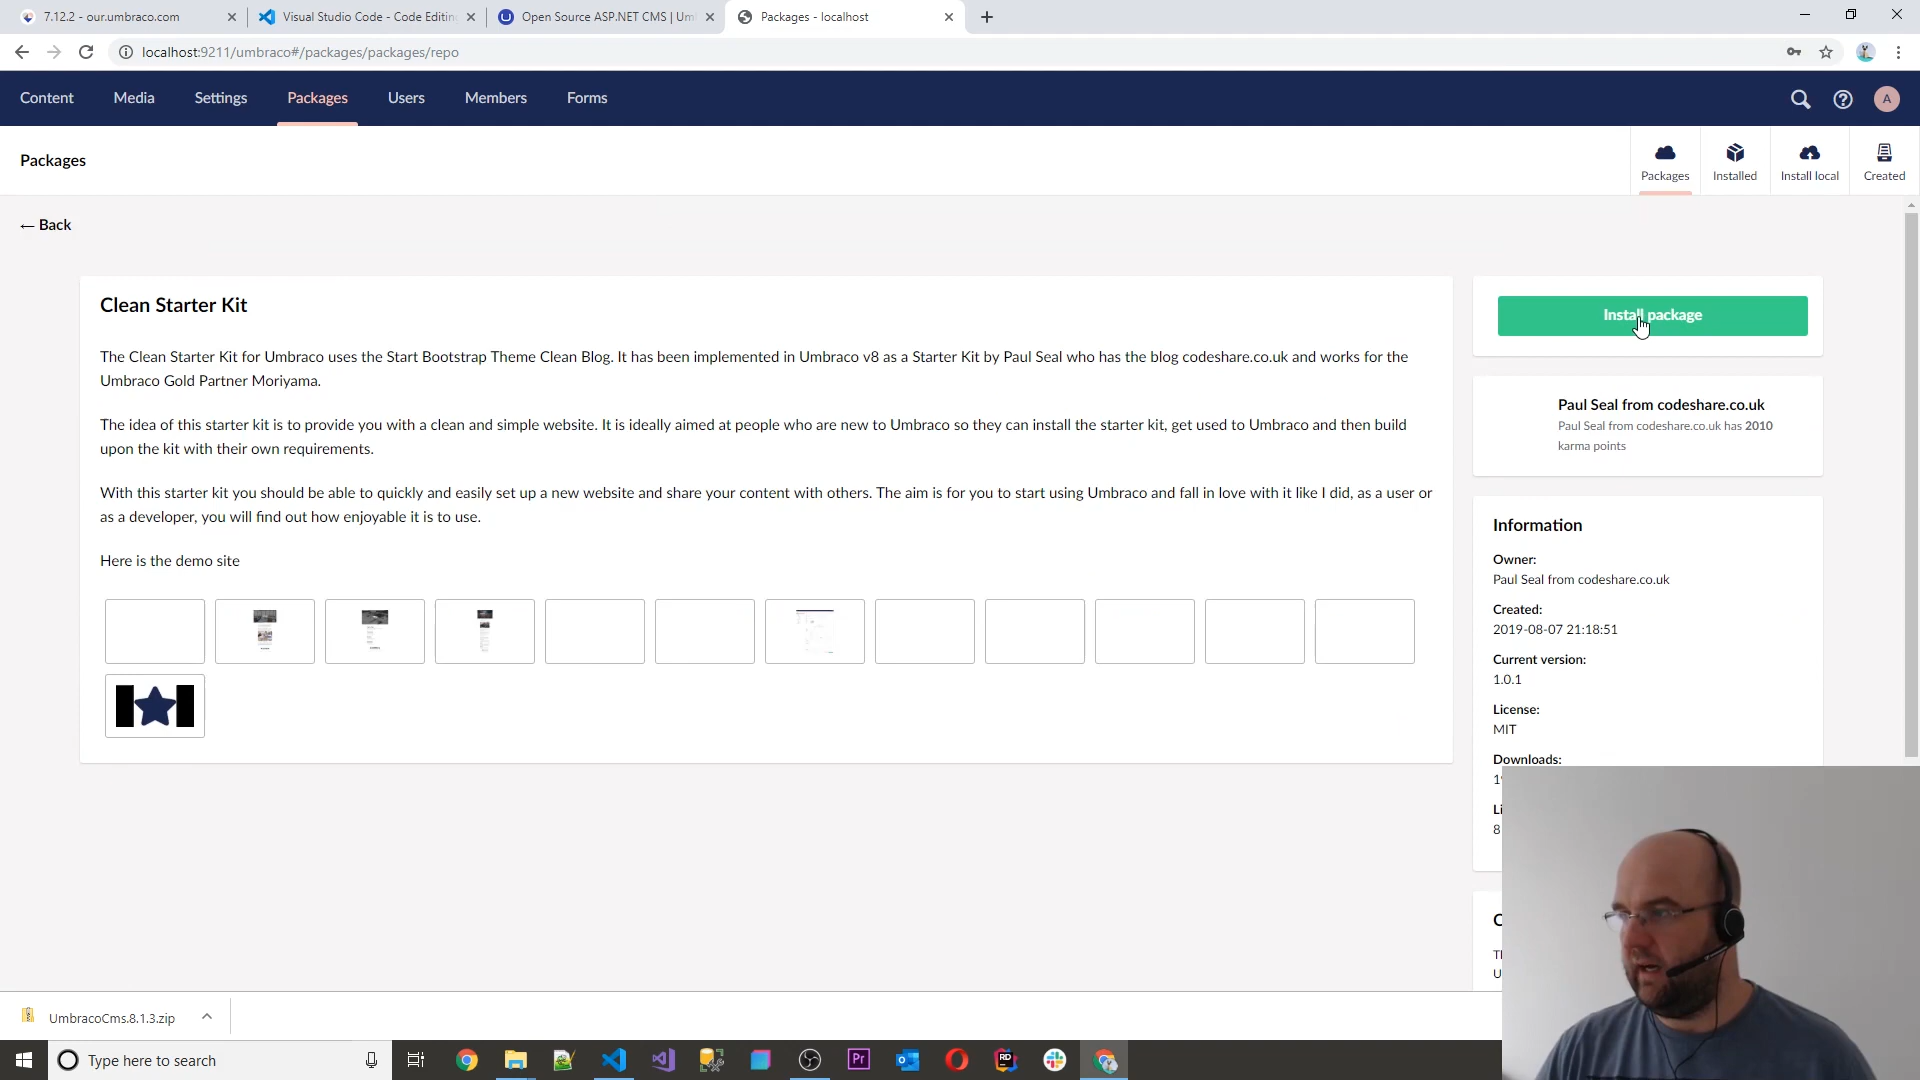 7.12.2 - our.umbraco.com
Visual Studio Code - Code Editin
Open Source ASP.NET CMS | Um
Packages - localhost
localhost:9211/umbraco#/packages/packages/repo
Content
Media
Settings
Packages
Users
Members
Forms
A
Packages
Packages
Installed
Install local
Created
← Back
Clean Starter Kit
The Clean Starter Kit for Umbraco uses the Start Bootstrap Theme Clean Blog. It has been implemented in Umbraco v8 as a Starter Kit by Paul Seal who has the blog codeshare.co.uk and works for the
Umbraco Gold Partner Moriyama.
The idea of this starter kit is to provide you with a clean and simple website. It is ideally aimed at people who are new to Umbraco so they can install the starter kit, get used to Umbraco and then build
upon the kit with their own requirements.
With this starter kit you should be able to quickly and easily set up a new website and share your content with others. The aim is for you to start using Umbraco and fall in love with it like I did, as a user or
as a developer, you will find out how enjoyable it is to use.
Here is the demo site
Install package
Paul Seal from codeshare.co.uk
Paul Seal from codeshare.co.uk has 2010
karma points
Information
Owner:
Paul Seal from codeshare.co.uk
Created:
2019-08-07 21:18:51
Current version:
1.0.1
License:
MIT
Downloads:
UmbracoCms.8.1.3.zip
Type here to search
Pr
RD